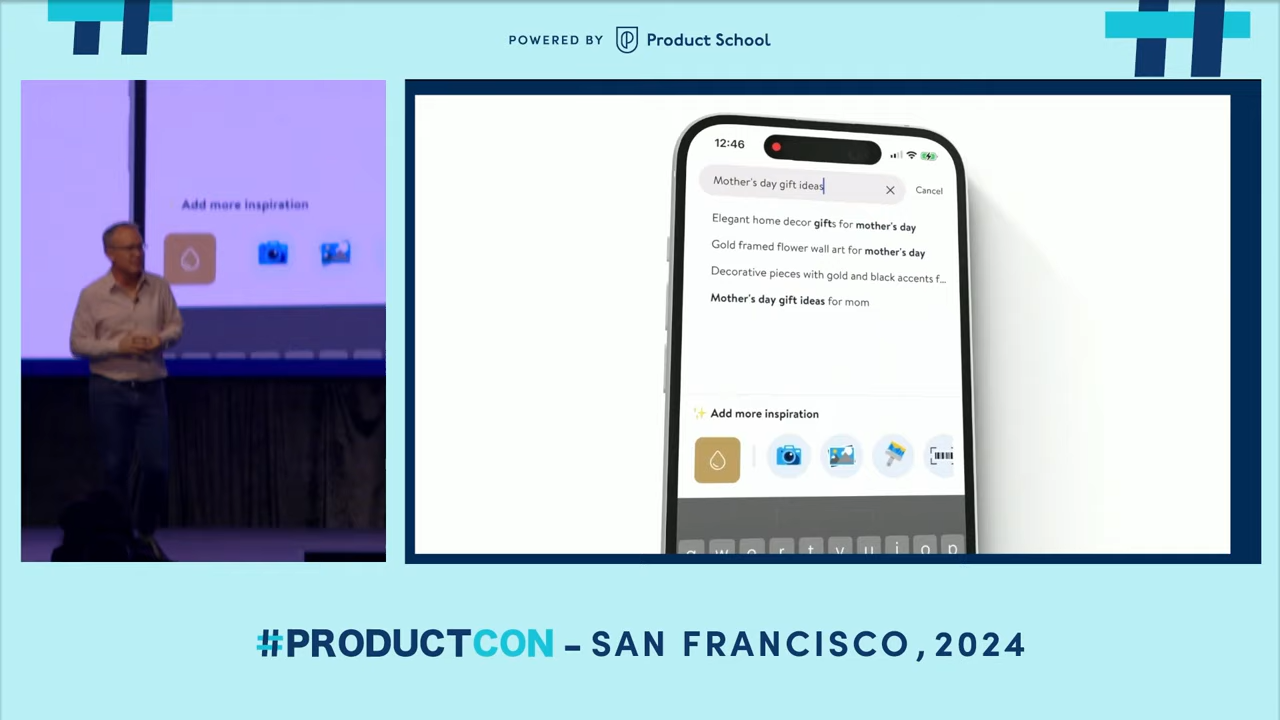 POWERED BY Product School
Add more inspiration
12:46
Mother's day gift ideas
Cancel
Elegant home decor gifts for mother's day
Gold framed flower wall art for mother's day
Decorative pieces with gold and black accents f...
Mother's day gift ideas for mom
Add more inspiration
q w e r t y u i o p
#PRODUCTCON – SAN FRANCISCO, 2024